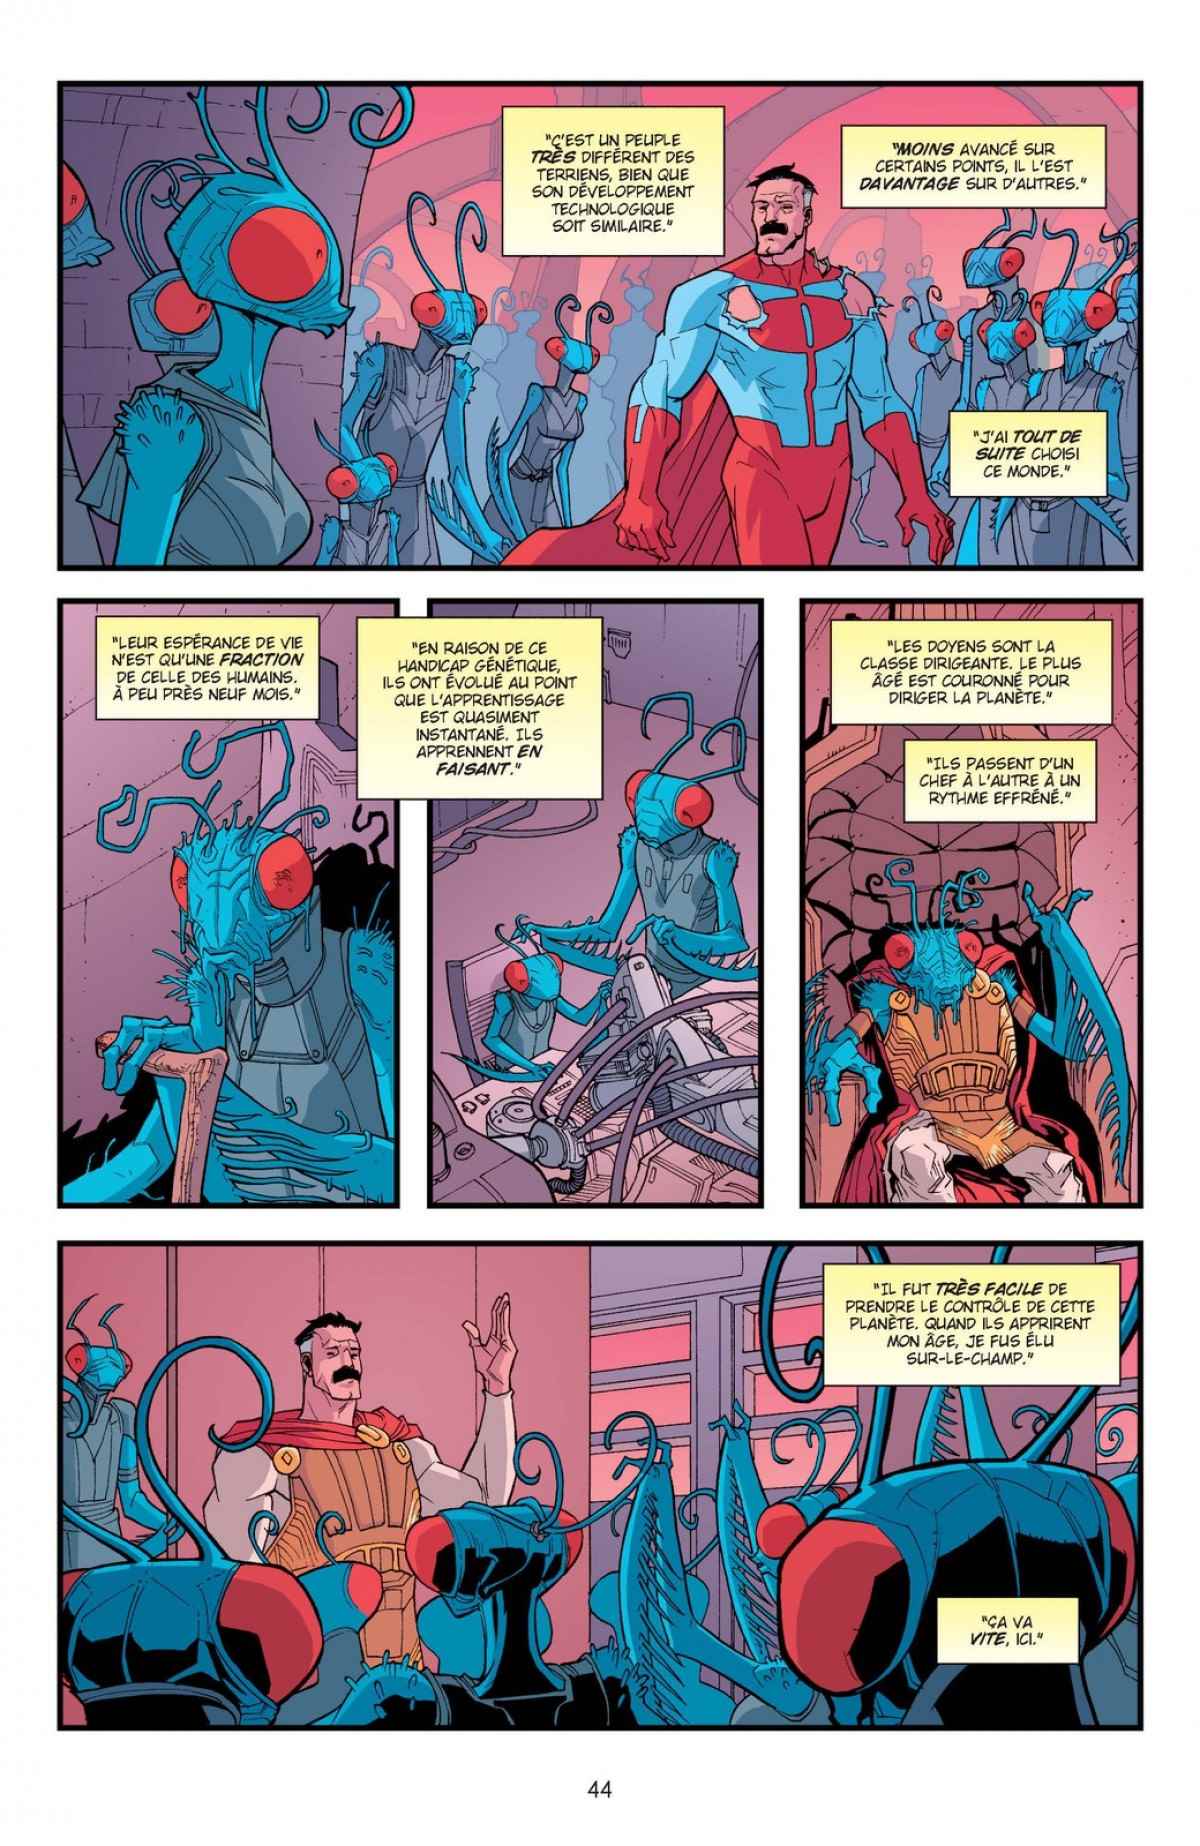 "C'EST UN PEUPLE
TRÈS DIFFÉRENT DES
TERRIENS, BIEN QUE
SON DÉVELOPPEMENT
TECHNOLOGIQUE
SOIT SIMILAIRE."
"MOINS AVANCÉ SUR
CERTAINS POINTS, IL L'EST
DAVANTAGE SUR D'AUTRES."
"J'AI TOUT DE
SUITE CHOISI
CE MONDE."
"LEUR ESPÉRANCE DE VIE
N'EST QU'UNE FRACTION
DE CELLE DES HUMAINS.
À PEU PRÈS NEUF MOIS."
"EN RAISON DE CE
HANDICAP GÉNÉTIQUE,
ILS ONT ÉVOLUÉ AU POINT
QUE L'APPRENTISSAGE
EST QUASIMENT
INSTANTANÉ. ILS
APPRENNENT EN
FAISANT."
"LES DOYENS SONT LA
CLASSE DIRIGEANTE. LE PLUS
ÂGÉ EST COURONNÉ POUR
DIRIGER LA PLANÈTE."
"ILS PASSENT D'UN
CHEF À L'AUTRE À UN
RYTHME EFFRÉNÉ."
"IL FUT TRÈS FACILE DE
PRENDRE LE CONTRÔLE DE CETTE
PLANÈTE. QUAND ILS APPRIRENT
MON ÂGE, JE FUS ÉLU
SUR-LE-CHAMP."
"ÇA VA
VITE, ICI."
44